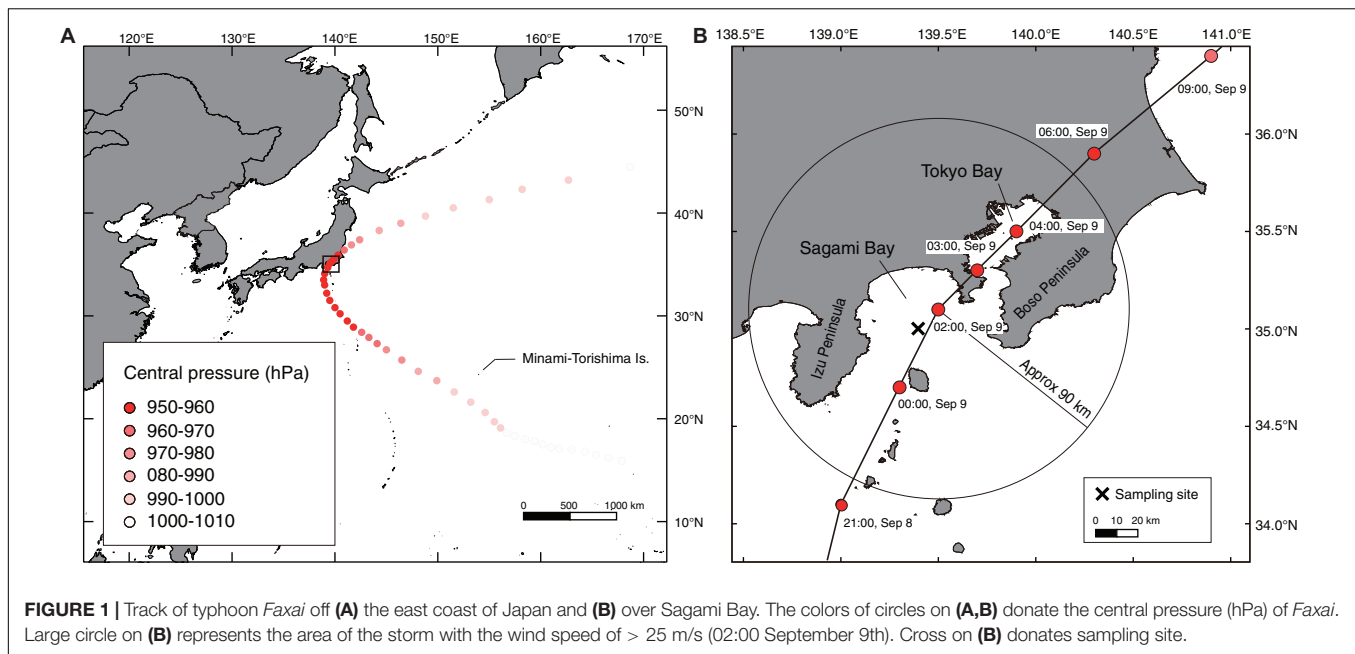 A
120°E 130°E 140°E 150°E 160°E 170°E
50°N
40°N
30°N
20°N
10°N
Minami-Torishima Is.
Central pressure (hPa)
950-960
960-970
970-980
080-990
990-1000
1000-1010
0 500 1000 km
B
138.5°E 139.0°E 139.5°E 140.0°E 140.5°E 141.0°E
09:00, Sep 9
36.0°N
06:00, Sep 9
Tokyo Bay
04:00, Sep 9
35.5°N
03:00, Sep 9
Sagami Bay
Boso Peninsula
02:00, Sep 9
35.0°N
Izu Peninsula
Approx 90 km
00:00, Sep 9
34.5°N
Sampling site
0 10 20 km
21:00, Sep 8
34.0°N
FIGURE 1 | Track of typhoon Faxai off (A) the east coast of Japan and (B) over Sagami Bay. The colors of circles on (A,B) donate the central pressure (hPa) of Faxai.
Large circle on (B) represents the area of the storm with the wind speed of > 25 m/s (02:00 September 9th). Cross on (B) donates sampling site.